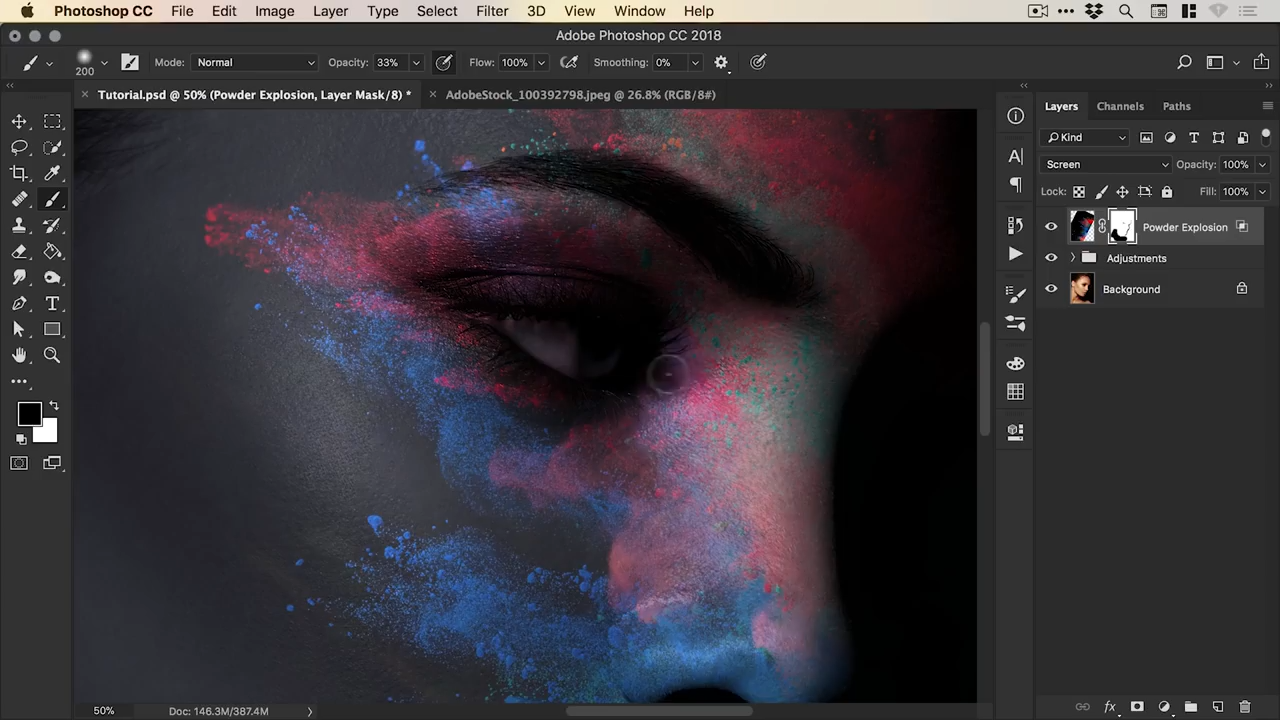 Photoshop CC File Edit Image Layer Type Select Filter 3D View Window Help
Adobe Photoshop CC 2018
200 Mode: Normal Opacity: 33% Flow: 100% Smoothing: 0%
Tutorial.psd @ 50% (Powder Explosion, Layer Mask/8) * AdobeStock_100392798.jpeg @ 26.8% (RGB/8#)
Layers Channels Paths
Kind
Screen Opacity: 100%
Lock: Fill: 100%
Powder Explosion
Adjustments
Background
50% Doc: 146.3M/387.4M